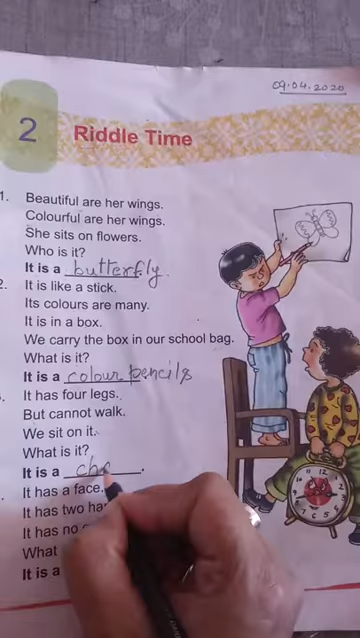 09.04.2020
2 Riddle Time
1. Beautiful are her wings.
Colourful are her wings.
She sits on flowers.
Who is it?
It is a butterfly.
2. It is like a stick.
Its colours are many.
It is in a box.
We carry the box in our school bag.
What is it?
It is a colour pencils
It has four legs.
But cannot walk.
We sit on it.
What is it?
It is a cha.
It has a face.
It has two ha
It has no
What
It is a